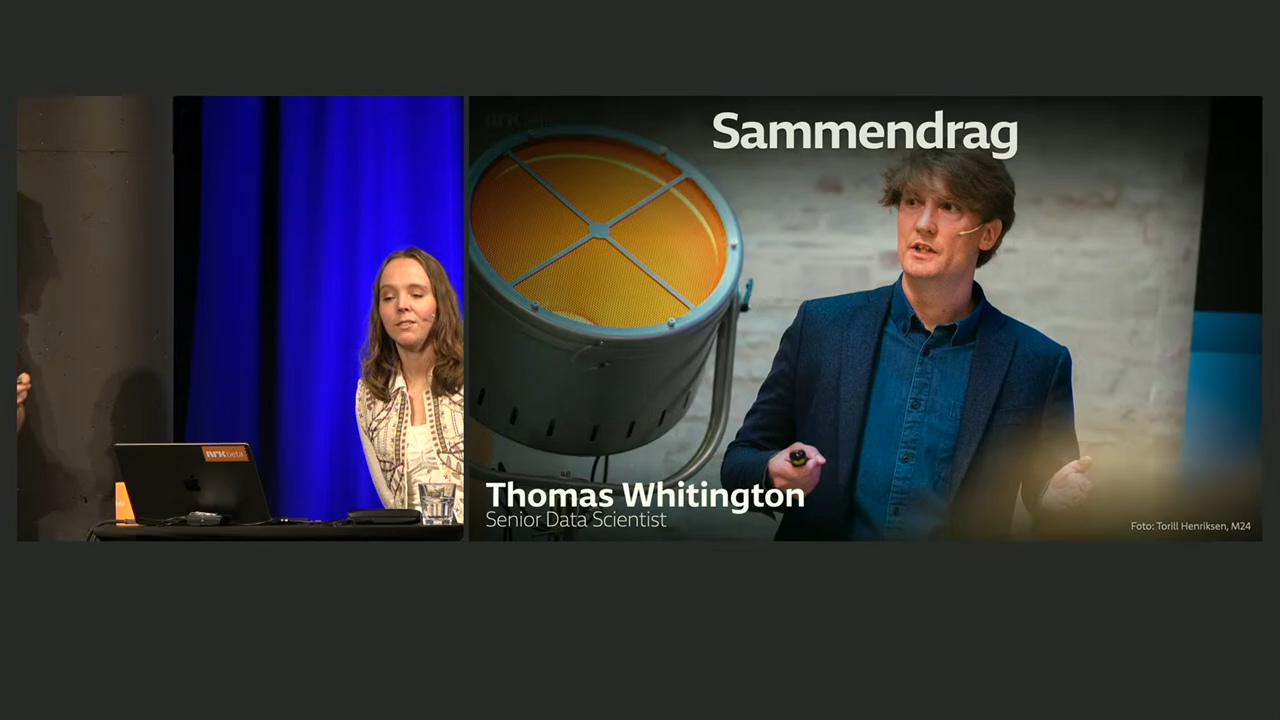 NRKbeta
Sammendrag
Thomas Whitington
Senior Data Scientist
Foto: Torill Henriksen, M24